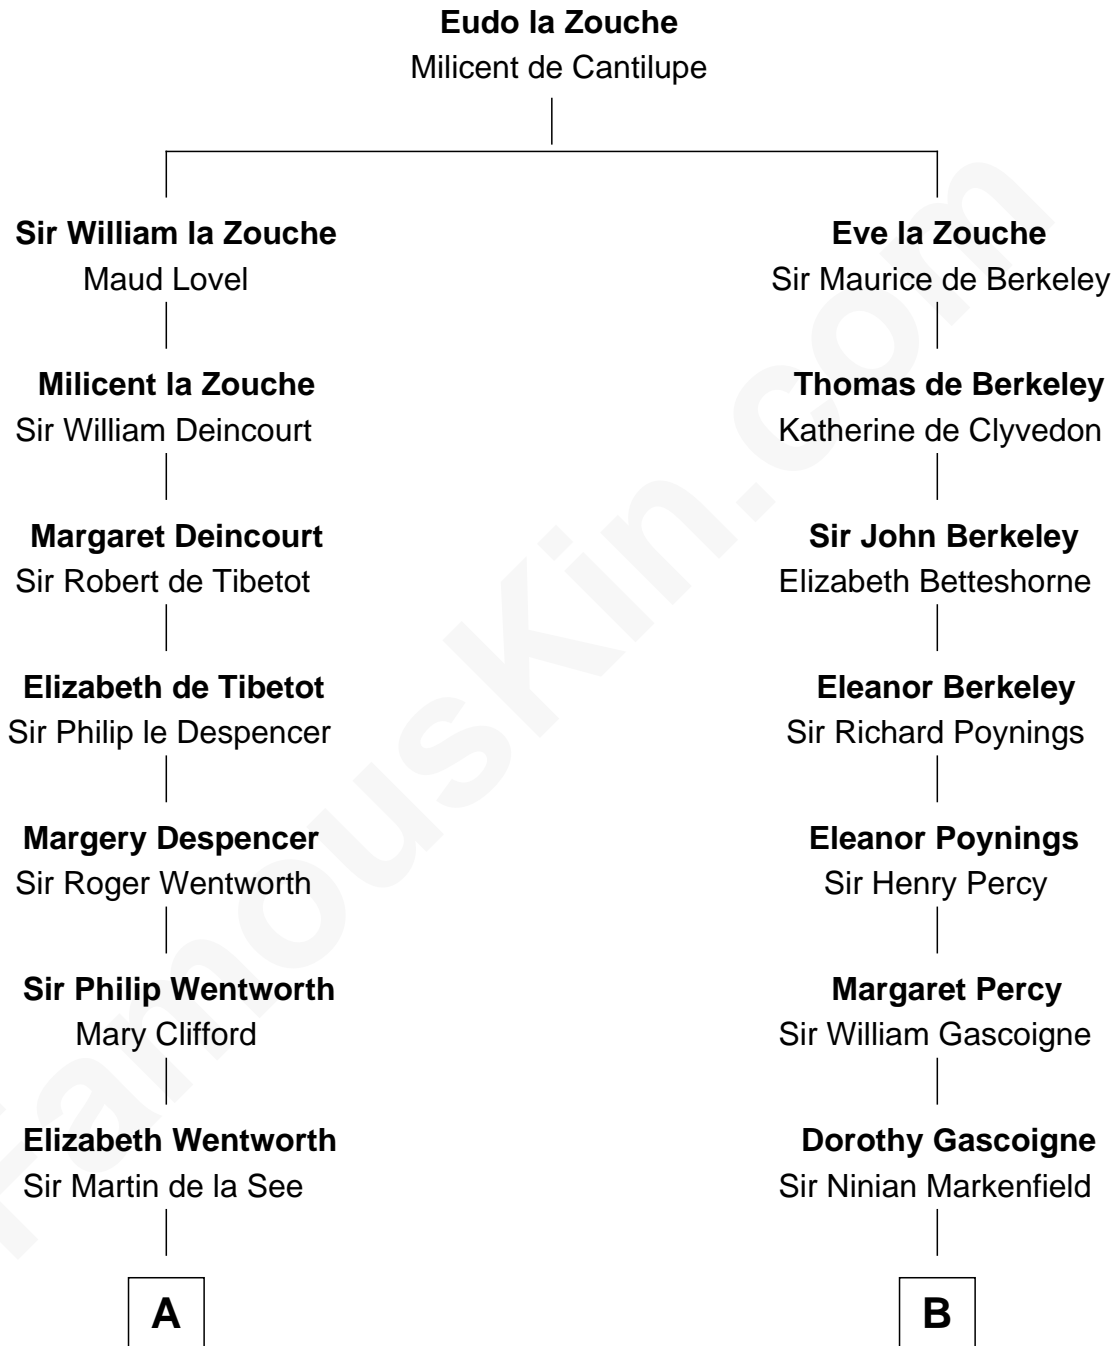 Eudo la Zouche
Milicent de Cantilupe
Sir William la Zouche
Maud Lovel
Eve la Zouche
Sir Maurice de Berkeley
Milicent la Zouche
Sir William Deincourt
Thomas de Berkeley
Katherine de Clyvedon
Margaret Deincourt
Sir Robert de Tibetot
Sir John Berkeley
Elizabeth Betteshorne
Elizabeth de Tibetot
Sir Philip le Despencer
Eleanor Berkeley
Sir Richard Poynings
Margery Despencer
Sir Roger Wentworth
Eleanor Poynings
Sir Henry Percy
Sir Philip Wentworth
Mary Clifford
Margaret Percy
Sir William Gascoigne
Elizabeth Wentworth
Sir Martin de la See
Dorothy Gascoigne
Sir Ninian Markenfield
A
B
FamousKin.com